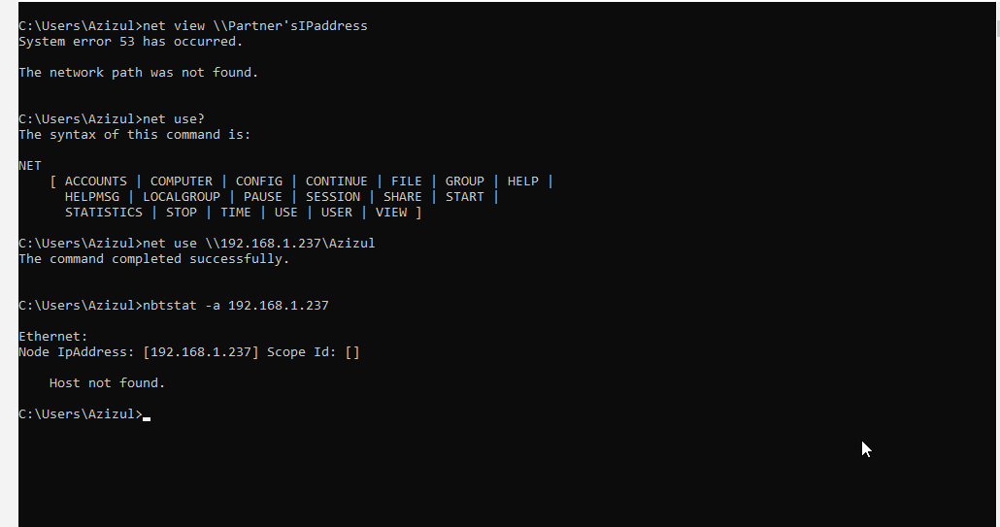 C:\Users\Azizul>net view \\Partner'sIPaddress
System error 53 has occurred.
The network path was not found.
C:\Users\Azizul>net use?
The syntax of this command is:
NET
[ ACCOUNTS | COMPUTER | CONFIG | CONTINUE | FILE | GROUP | HELP |
HELPMSG | LOCALGROUP | PAUSE | SESSION | SHARE | START |
STATISTICS | STOP | TIME | USE | USER | VIEW ]
C:\Users\Azizul>net use \\192.168.1.237\Azizul
The command completed successfully.
C:\Users\Azizul>nbtstat -a 192.168.1.237
Ethernet:
Node IpAddress: [192.168.1.237] Scope Id: []
Host not found.
C:\Users\Azizul>